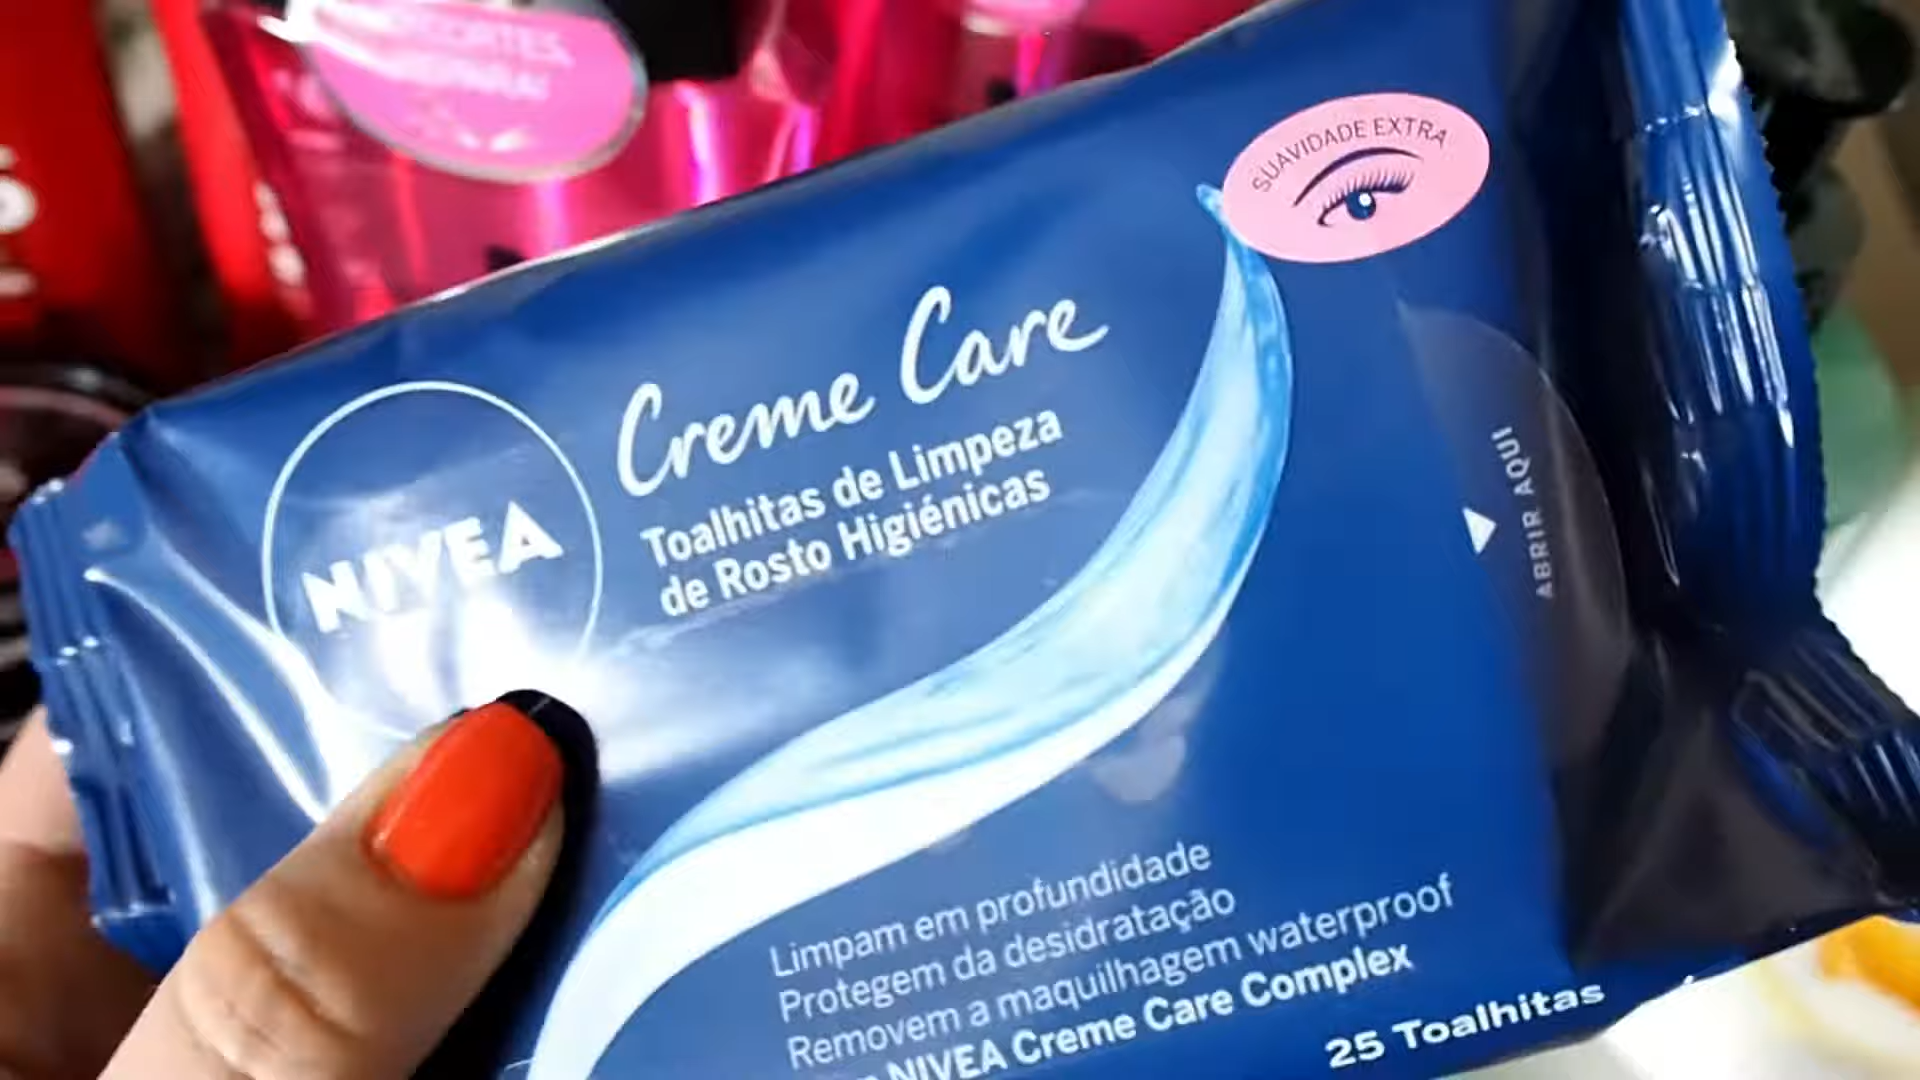 SUAVIDADE EXTRA
Creme Care
NIVEA
Toalhitas de Limpeza
de Rosto Higiénicas
ABRIR AQUI
Limpam em profundidade
Protegem da desidratação
Removem a maquilhagem waterproof
NIVEA Creme Care Complex
25 Toalhitas